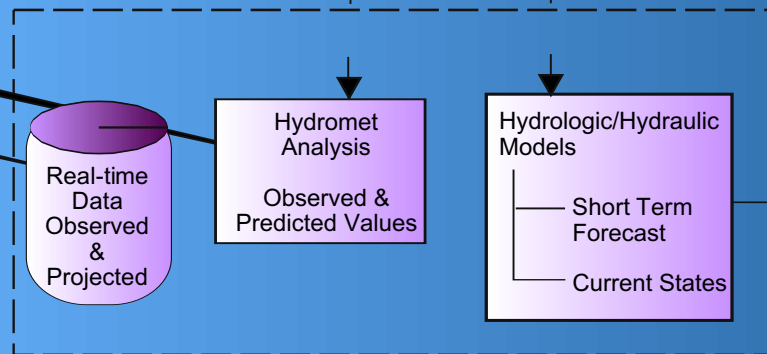 Real-time
Data
Observed
&
Projected
Hydromet
Analysis
Observed &
Predicted Values
Hydrologic/Hydraulic
Models
Short Term
Forecast
Current States